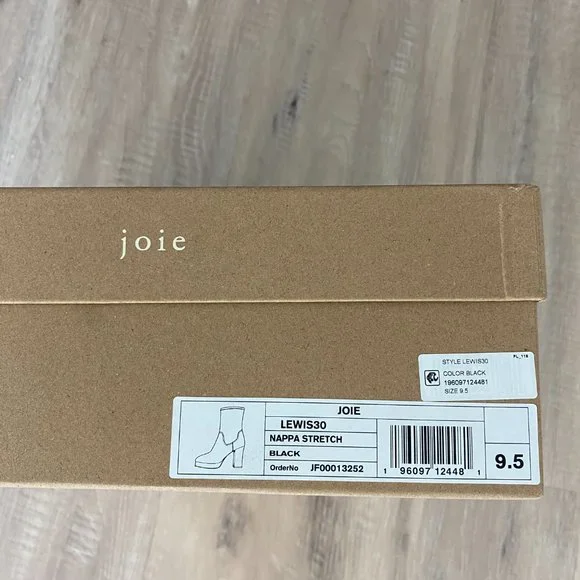 joie
STYLE LEWIS30
PL_118
COLOR BLACK
196097124481
SIZE 9.5
JOIE
LEWIS30
NAPPA STRETCH
BLACK
OrderNo JF00013252
1 96097 12448 1
9.5